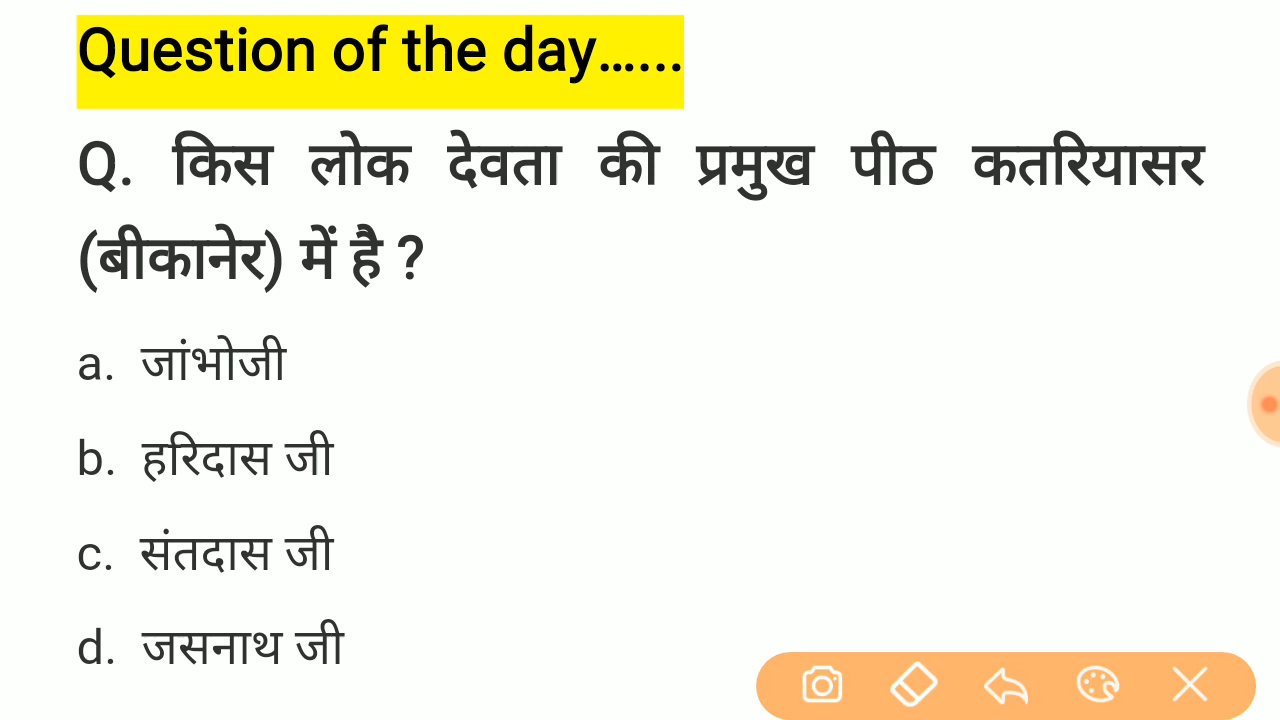 Question of the day......
Q. किस लोक देवता की प्रमुख पीठ कतरियासर
(बीकानेर) में है ?
a. जांभोजी
b. हरिदास जी
c. संतदास जी
d. जसनाथ जी